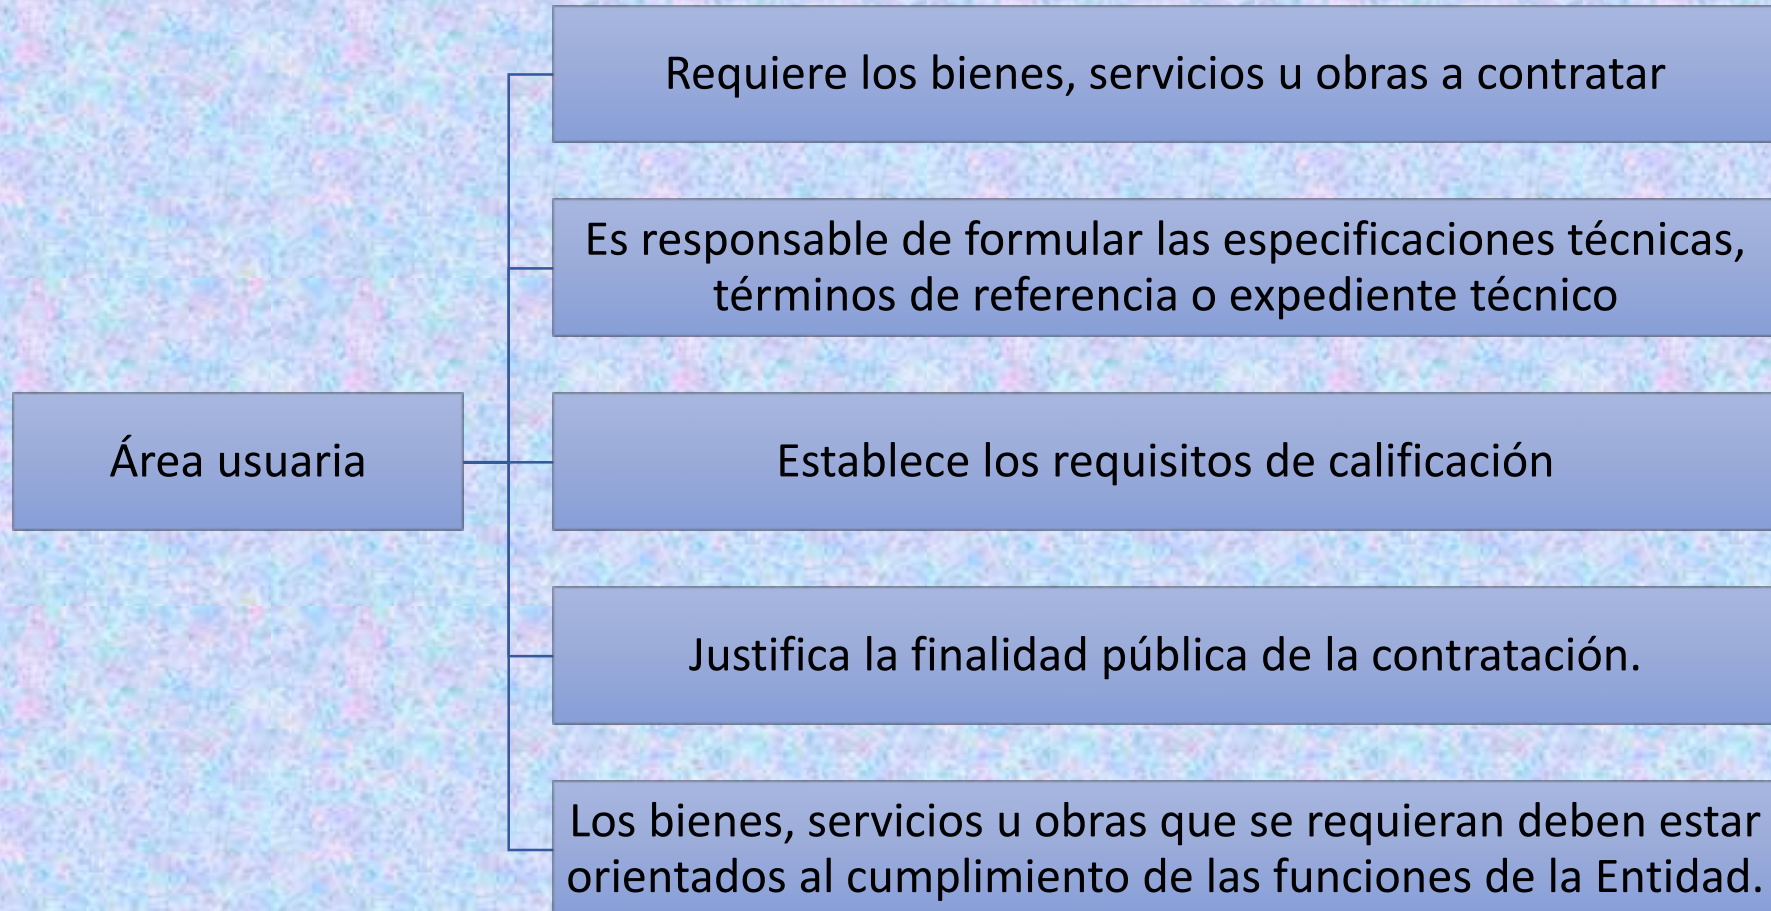 Área usuaria
Requiere los bienes, servicios u obras a contratar
Es responsable de formular las especificaciones técnicas,
términos de referencia o expediente técnico
Establece los requisitos de calificación
Justifica la finalidad pública de la contratación.
Los bienes, servicios u obras que se requieran deben estar
orientados al cumplimiento de las funciones de la Entidad.